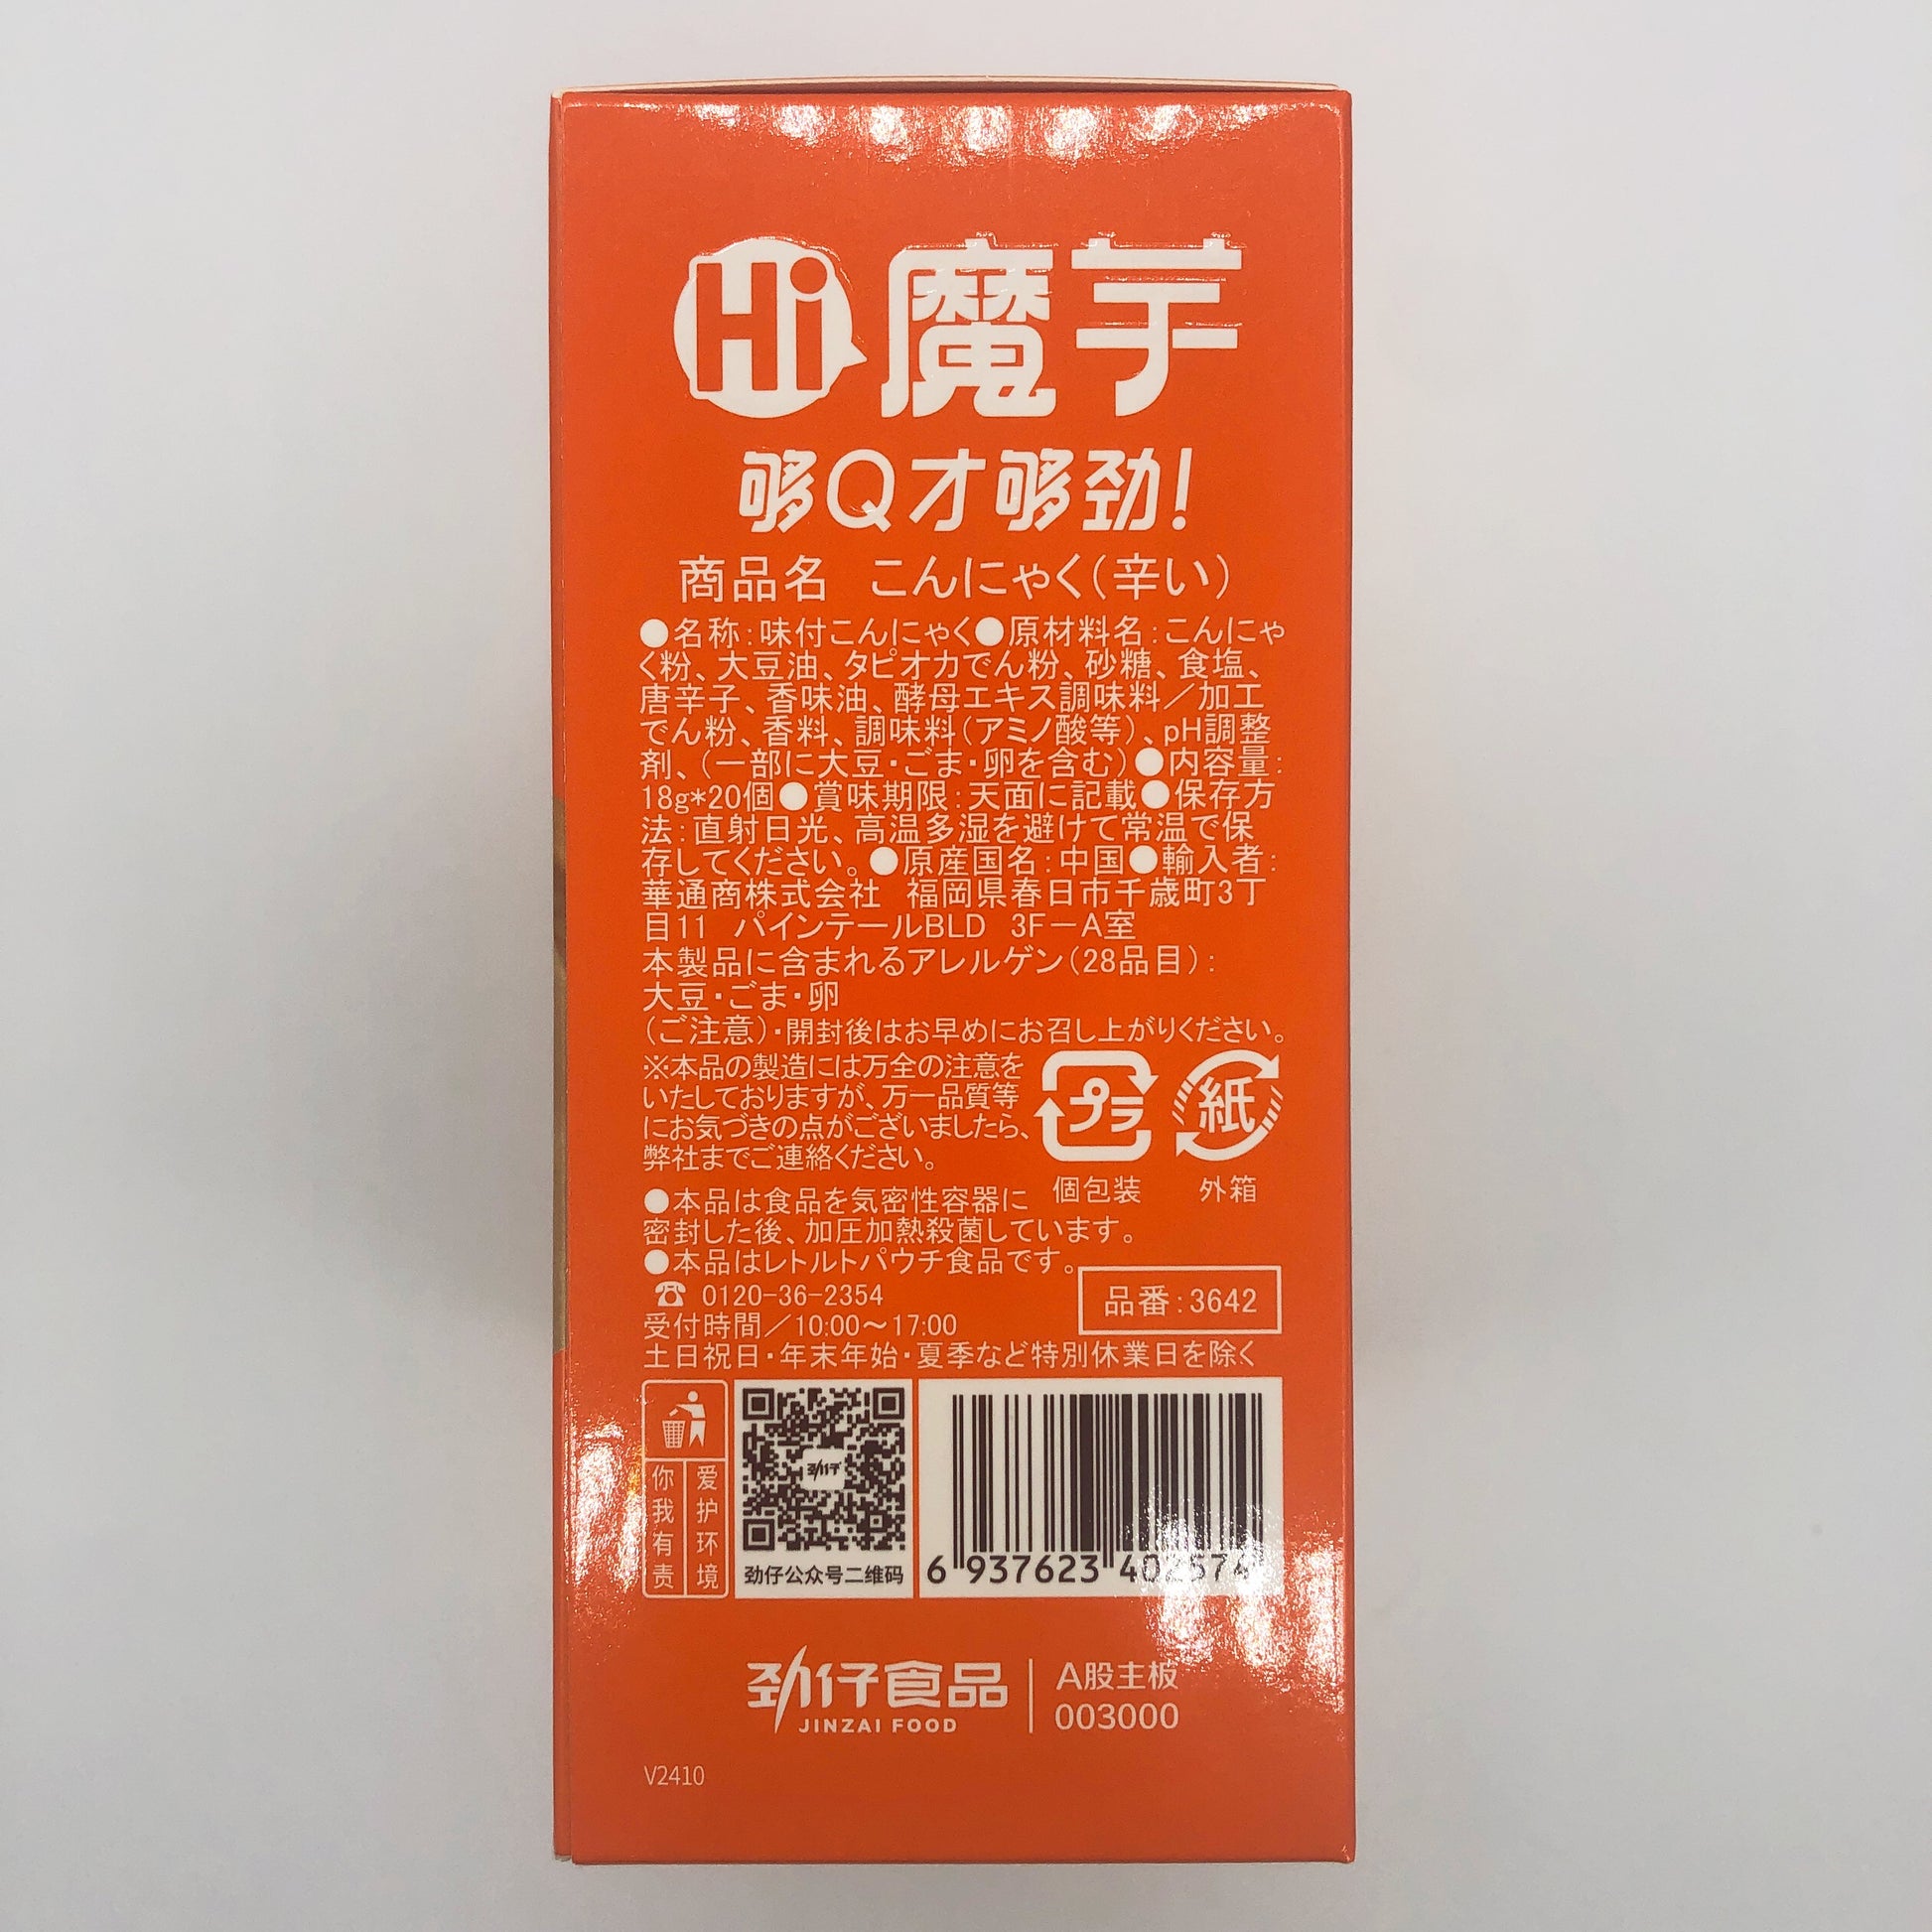 Hi 魔芋
够Q才够劲!
商品名　こんにゃく(辛い)
●名称:味付こんにゃく●原材料名:こんにゃ
く粉、大豆油、タピオカでん粉、砂糖、食塩、
唐辛子、香味油、酵母エキス調味料／加工
でん粉、香料、調味料(アミノ酸等)、pH調整
剤、(一部に大豆・ごま・卵を含む)●内容量:
18g*20個●賞味期限:天面に記載●保存方
法:直射日光、高温多湿を避けて常温で保
存してください。●原産国名:中国●輸入者:
華通商株式会社　福岡県春日市千歳町3丁
目11　パインテールBLD　3F－A室
本製品に含まれるアレルゲン(28品目):
大豆・ごま・卵
(ご注意)・開封後はお早めにお召し上がりください。
※本品の製造には万全の注意を
いたしておりますが、万一品質等
にお気づきの点がございましたら、
弊社までご連絡ください。
プラ
個包装
紙
外箱
●本品は食品を気密性容器に
密封した後、加圧加熱殺菌しています。
●本品はレトルトパウチ食品です。
☎ 0120-36-2354
品番:3642
受付時間／10:00～17:00
土日祝日・年末年始・夏季など特別休業日を除く
爱护环境
你我有责
劲仔
劲仔公众号二维码
6 937623 402574
劲仔食品
JINZAI FOOD
A股主板
003000
V2410